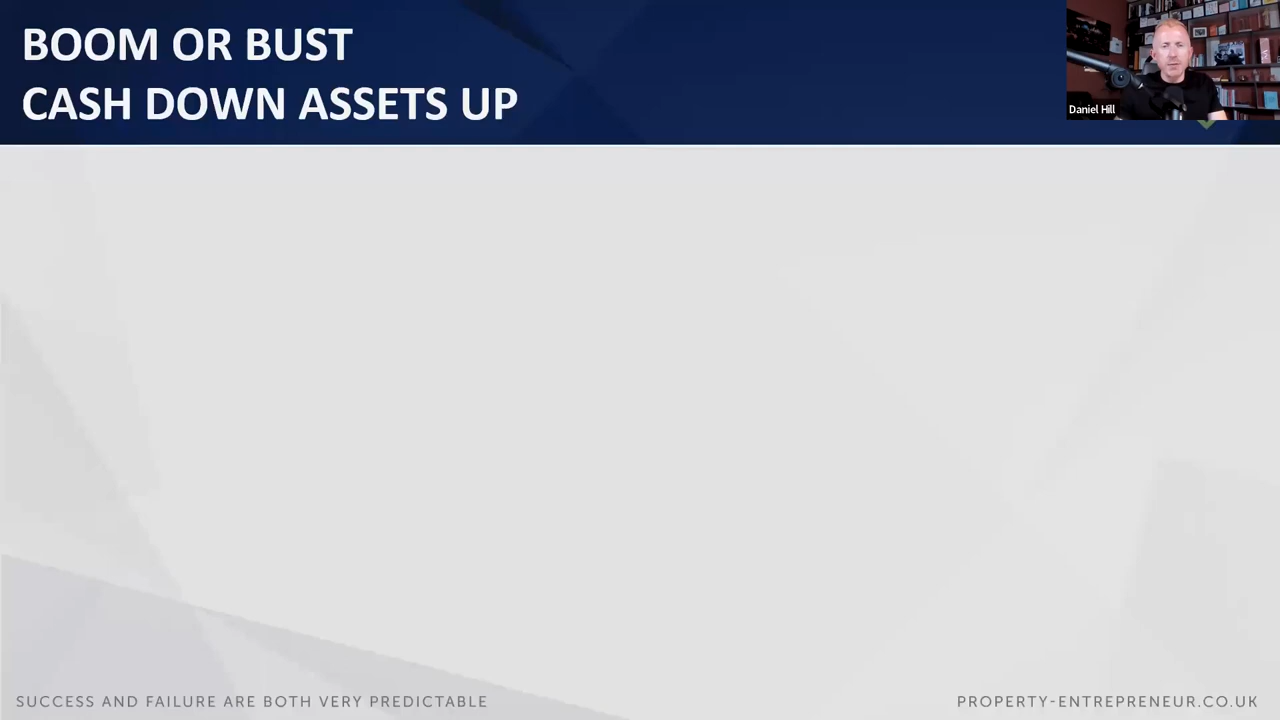 BOOM OR BUST
CASH DOWN ASSETS UP
Daniel Hill
SUCCESS AND FAILURE ARE BOTH VERY PREDICTABLE
PROPERTY-ENTREPRENEUR.CO.UK